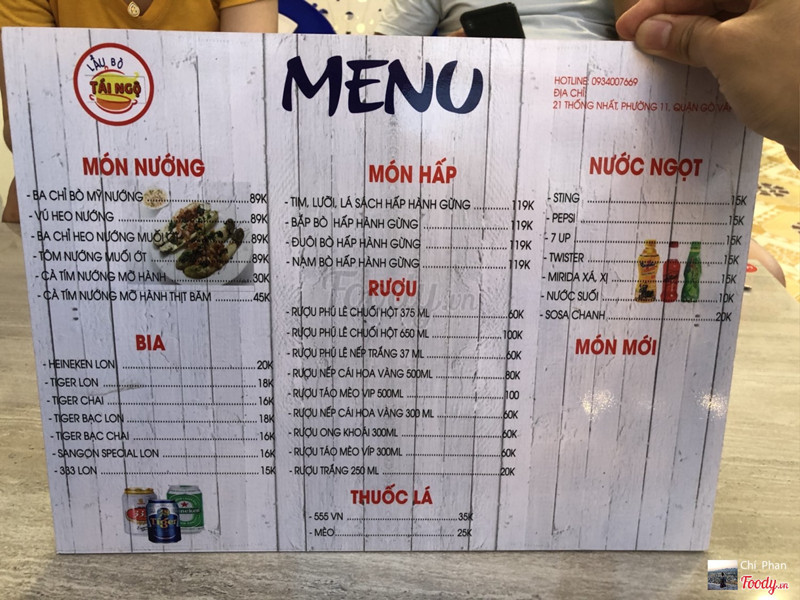 LẨU BÒ
TÁI NGỘ
MENU
HOTLINE: 0934007669
ĐỊA CHỈ:
21 THỐNG NHẤT, PHƯỜNG 11, QUẬN GÒ VẤP
MÓN NƯỚNG
- BA CHỈ BÒ MỸ NƯỚNG 89K
- VÚ HEO NƯỚNG 89K
- BA CHỈ HEO NƯỚNG MUỐI ỚT 89K
- TÔM NƯỚNG MUỐI ỚT 89K
- CÀ TÍM NƯỚNG MỠ HÀNH 30K
- CÀ TÍM NƯỚNG MỠ HÀNH THỊT BẰM 45K
BIA
- HEINEKEN LON 20K
- TIGER LON 18K
- TIGER CHAI 16K
- TIGER BẠC LON 18K
- TIGER BẠC CHAI 16K
- SANGÒN SPECIAL LON 16K
- 333 LON 15K
MÓN HẤP
- TIM, LƯỠI, LÁ SÁCH HẤP HÀNH GỪNG 119K
- BẮP BÒ HẤP HÀNH GỪNG 119K
- ĐUÔI BÒ HẤP HÀNH GỪNG 119K
- NẠM BÒ HẤP HÀNH GỪNG 119K
RƯỢU
- RƯỢU PHÚ LÊ CHUỐI HỘT 375 ML 60K
- RƯỢU PHÚ LÊ CHUỐI HỘT 650 ML 100K
- RƯỢU PHÚ LÊ NẾP TRẮNG 37 ML 60K
- RƯỢU NẾP CÁI HOA VÀNG 500ML 80K
- RƯỢU TÁO MÈO VIP 500ML 100
- RƯỢU NẾP CÁI HOA VÀNG 300 ML 60K
- RƯỢU ONG KHOÁI 300ML 60K
- RƯỢU TÁO MÈO VÍP 300ML 60K
- RƯỢU TRẮNG 250 ML 20K
THUỐC LÁ
- 555 VN 35K
- MÈO 25K
NƯỚC NGỌT
- STING 15K
- PEPSI 15K
- 7 UP 15K
- TWISTER 15K
- MIRIDA XÁ, XỊ 15K
- NƯỚC SUỐI 10K
- SOSA CHANH 20K
MÓN MỚI
Foody.vn
Chí_Phan
Foody.vn